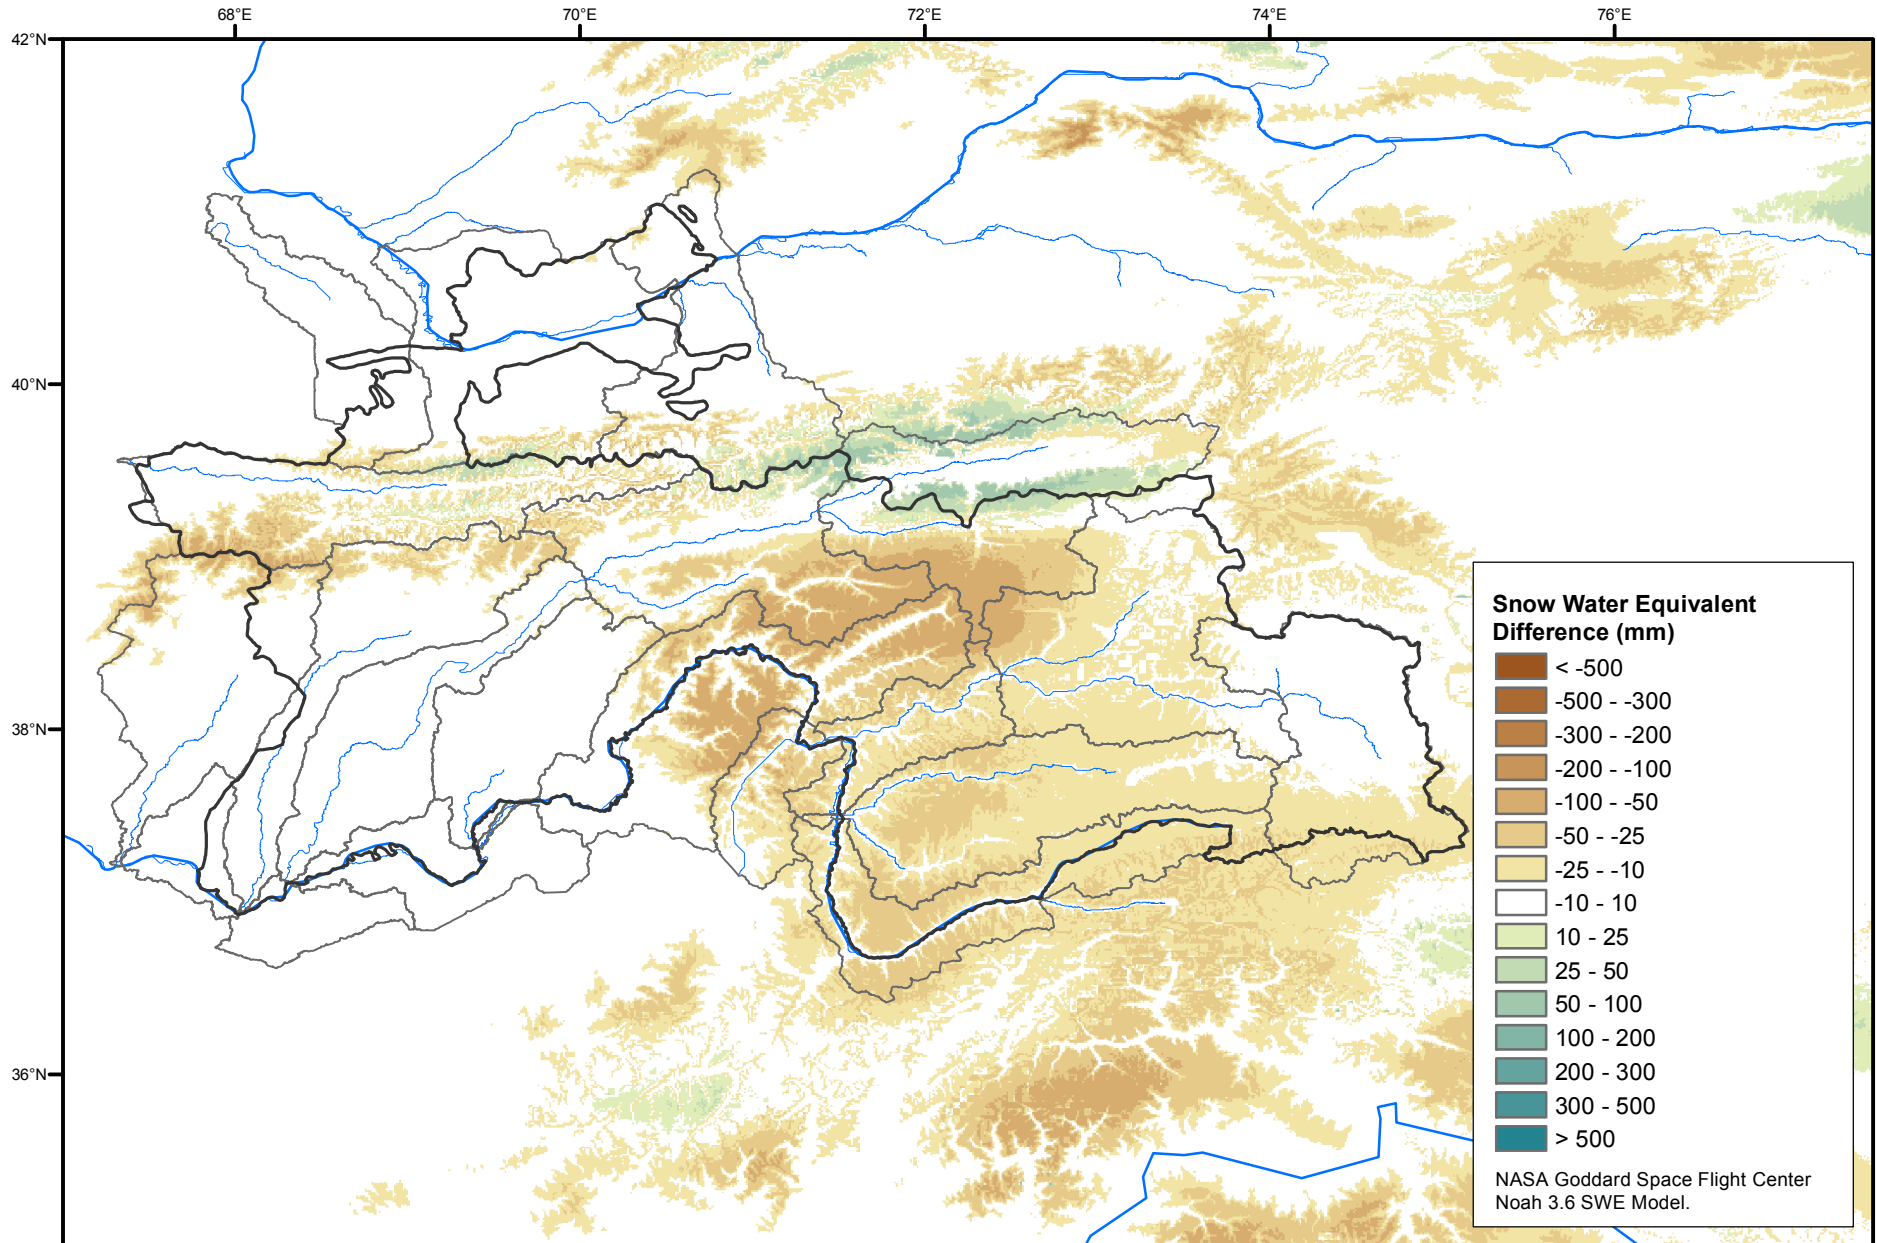 68°E 70°E 72°E 74°E 76°E
42°N
40°N
38°N
36°N
Snow Water Equivalent
Difference (mm)
< -500
-500 - -300
-300 - -200
-200 - -100
-100 - -50
-50 - -25
-25 - -10
-10 - 10
10 - 25
25 - 50
50 - 100
100 - 200
200 - 300
300 - 500
> 500
NASA Goddard Space Flight Center
Noah 3.6 SWE Model.